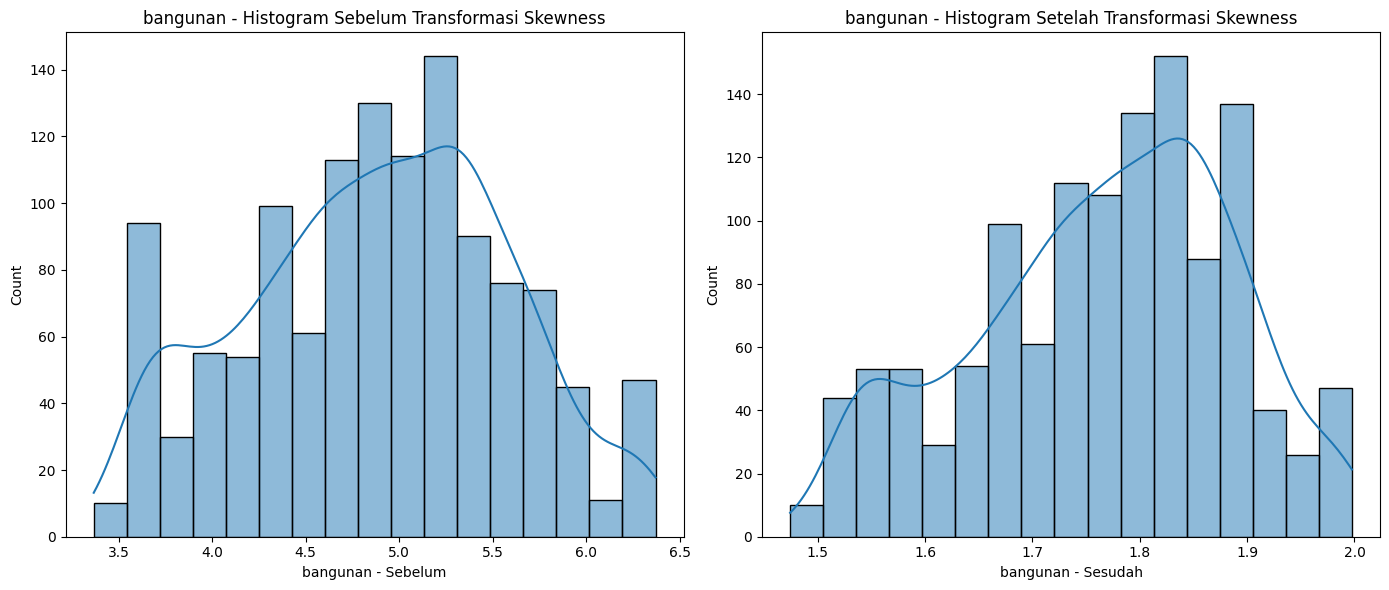 bangunan - Histogram Sebelum Transformasi Skewness
140
120
100
80
60
40
20
0
Count
3.5 4.0 4.5 5.0 5.5 6.0 6.5
bangunan - Sebelum
bangunan - Histogram Setelah Transformasi Skewness
140
120
100
80
60
40
20
0
Count
1.5 1.6 1.7 1.8 1.9 2.0
bangunan - Sesudah